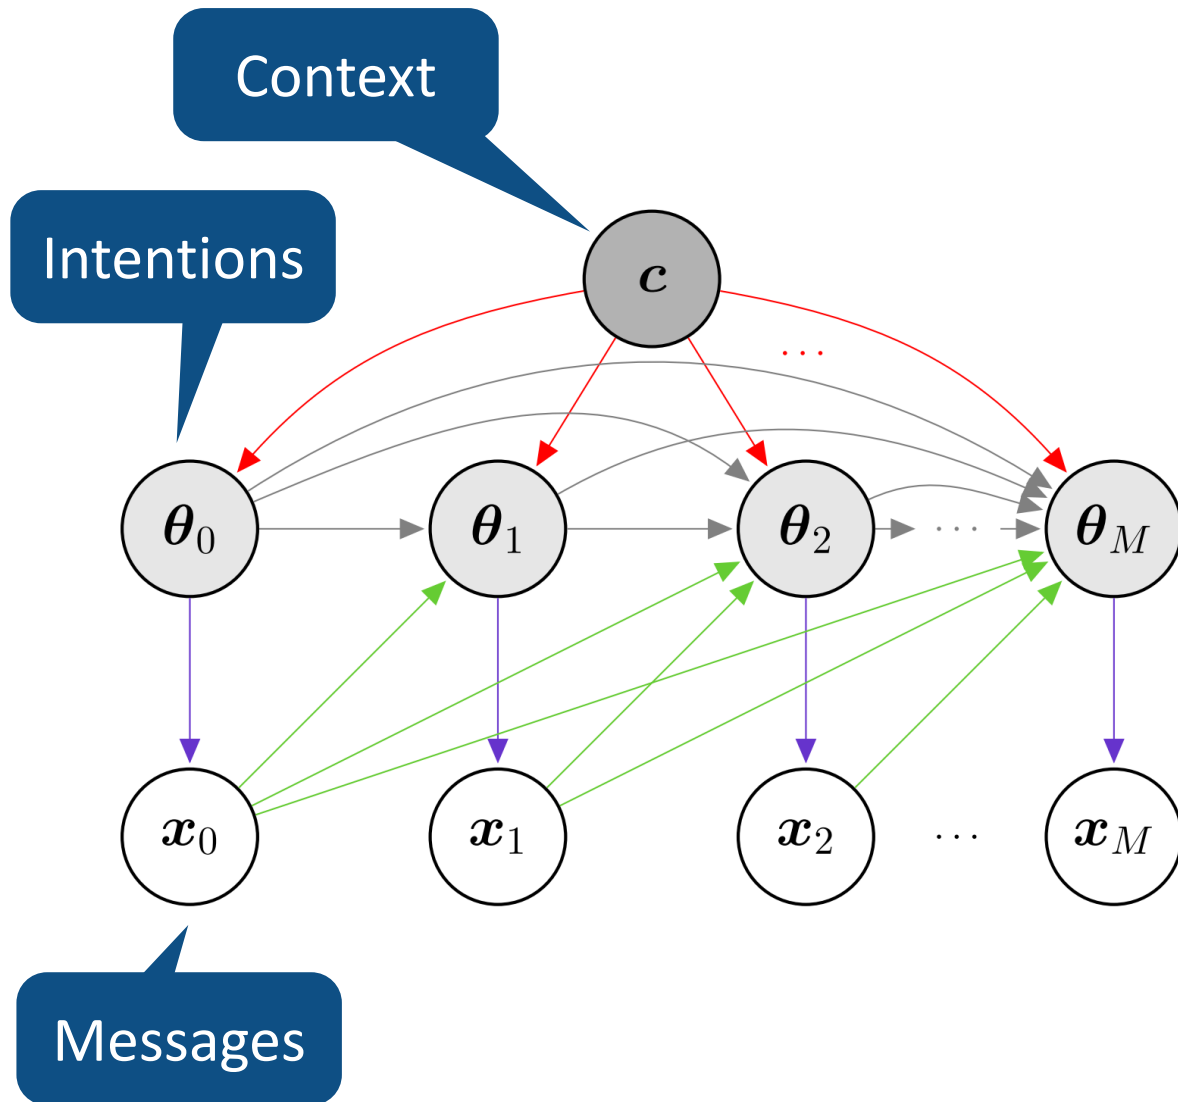 Context
Intentions
c
...
θ0 θ1 θ2 ... θM
x0 x1 x2 ... xM
Messages